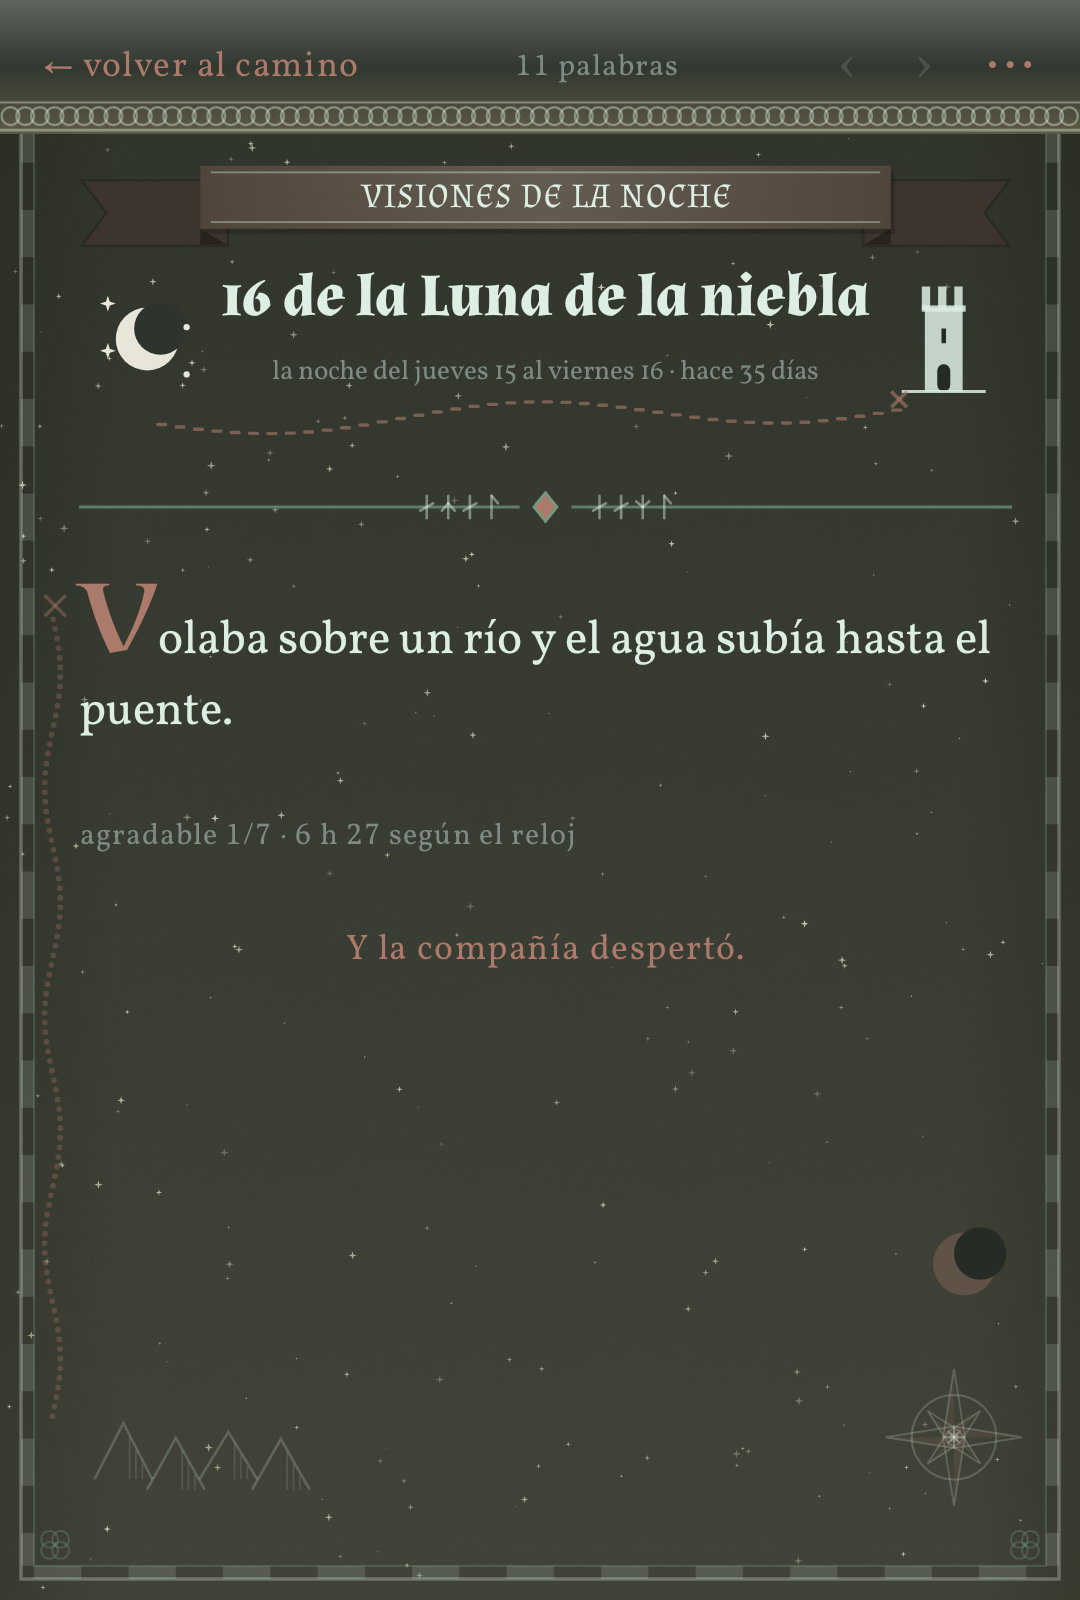 ← volver al camino
11 palabras
‹ › •••
VISIONES DE LA NOCHE
16 de la Luna de la niebla
la noche del jueves 15 al viernes 16 · hace 35 días
Volaba sobre un río y el agua subía hasta el
puente.
agradable 1/7 · 6 h 27 según el reloj
Y la compañía despertó.